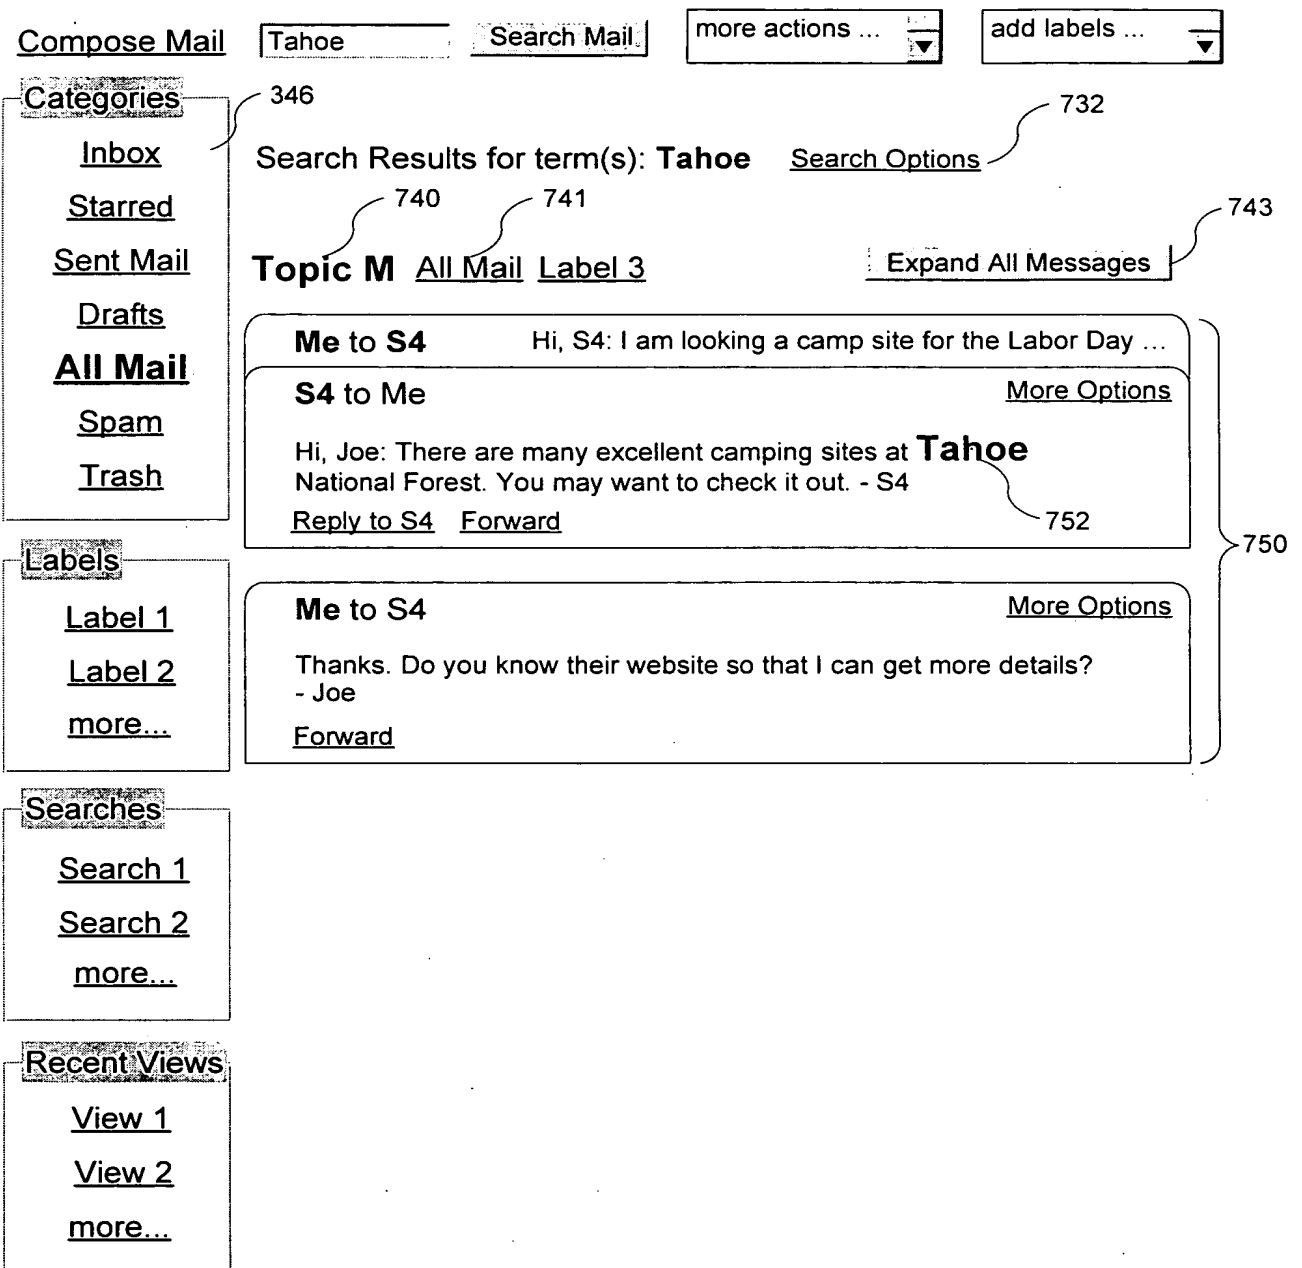 Compose Mail Tahoe Search Mail more actions ... add labels ...
Categories
346
Inbox
Starred
Sent Mail
Drafts
All Mail
Spam
Trash
Labels
Label 1
Label 2
more...
Searches
Search 1
Search 2
more...
Recent Views
View 1
View 2
more...
732
Search Results for term(s): Tahoe Search Options
740 741
743
Topic M All Mail Label 3 Expand All Messages
Me to S4 Hi, S4: I am looking a camp site for the Labor Day ...
S4 to Me More Options
Hi, Joe: There are many excellent camping sites at Tahoe
National Forest. You may want to check it out. - S4
Reply to S4 Forward
752
750
Me to S4 More Options
Thanks. Do you know their website so that I can get more details?
- Joe
Forward